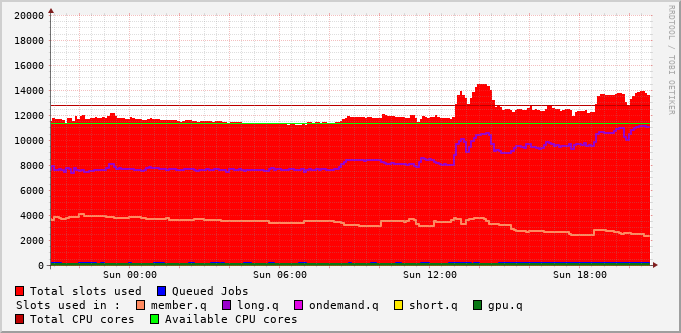 20000
18000
16000
14000
12000
10000
8000
6000
4000
2000
0
Sun 00:00 Sun 06:00 Sun 12:00 Sun 18:00
RRDTOOL / TOBI OETIKER
Total slots used Queued Jobs
Slots used in : member.q long.q ondemand.q short.q gpu.q
Total CPU cores Available CPU cores